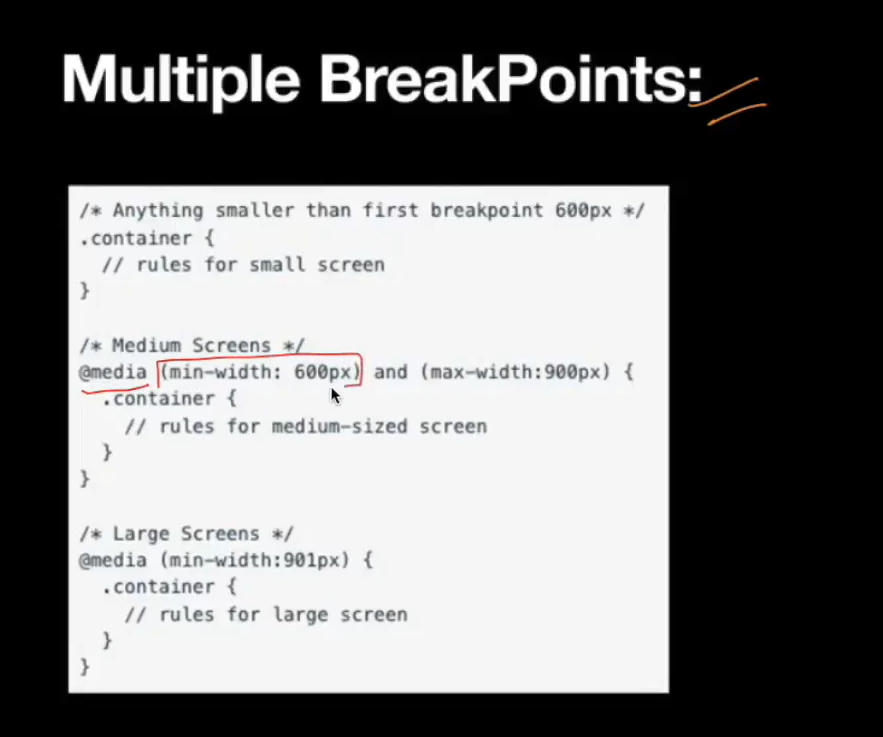 Multiple BreakPoints:
/* Anything smaller than first breakpoint 600px */
.container {
  // rules for small screen
}
/* Medium Screens */
@media (min-width: 600px) and (max-width:900px) {
  .container {
    // rules for medium-sized screen
  }
}
/* Large Screens */
@media (min-width:901px) {
  .container {
    // rules for large screen
  }
}